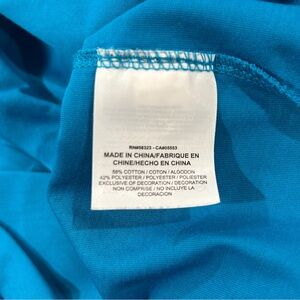 RN#58323 - CA#05553
MADE IN CHINA/FABRIQUE EN
CHINE/HECHO EN CHINA
58% COTTON / COTON / ALGODON
42% POLYESTER / POLYESTER / POLIESTER
EXCLUSIVE OF DECORATION / DECORATION
NON COMPRISE / NO INCLUYE LA
DECORACION